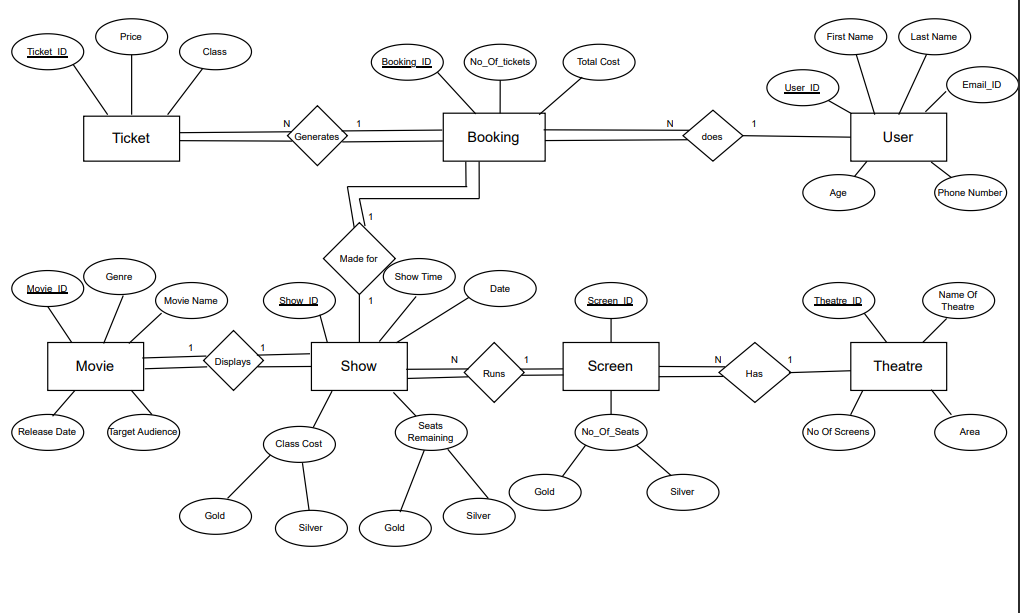 Ticket_ID
Price
Class
Booking_ID
No_Of_tickets
Total Cost
First Name
Last Name
User_ID
Email_ID
Ticket
N
Generates
1
Booking
N
does
1
User
Age
Phone Number
1
Made for
1
Movie_ID
Genre
Movie Name
Show_ID
Show Time
Date
Screen_ID
Theatre_ID
Name Of
Theatre
Movie
1
Displays
1
Show
N
Runs
1
Screen
N
Has
1
Theatre
Release Date
Target Audience
Class Cost
Seats
Remaining
No_Of_Seats
No Of Screens
Area
Gold
Silver
Gold
Silver
Gold
Silver